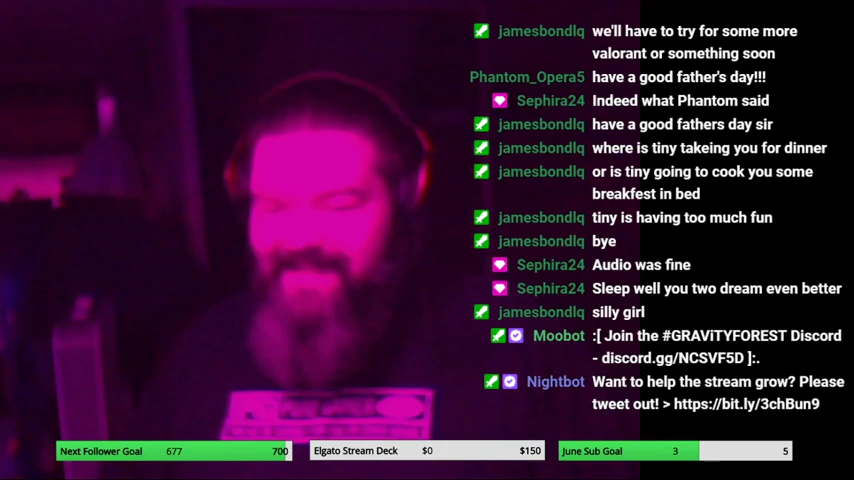 jamesbondlq we'll have to try for some more
valorant or something soon
Phantom_Opera5 have a good father's day!!!
Sephira24 Indeed what Phantom said
jamesbondlq have a good fathers day sir
jamesbondlq where is tiny takeing you for dinner
jamesbondlq or is tiny going to cook you some
breakfest in bed
jamesbondlq tiny is having too much fun
jamesbondlq bye
Sephira24 Audio was fine
Sephira24 Sleep well you two dream even better
jamesbondlq silly girl
Moobot :[ Join the #GRAViTYFOREST Discord
- discord.gg/NCSVF5D ]:.
Nightbot Want to help the stream grow? Please
tweet out! > https://bit.ly/3chBun9
Next Follower Goal 677 700
Elgato Stream Deck $0 $150
June Sub Goal 3 5